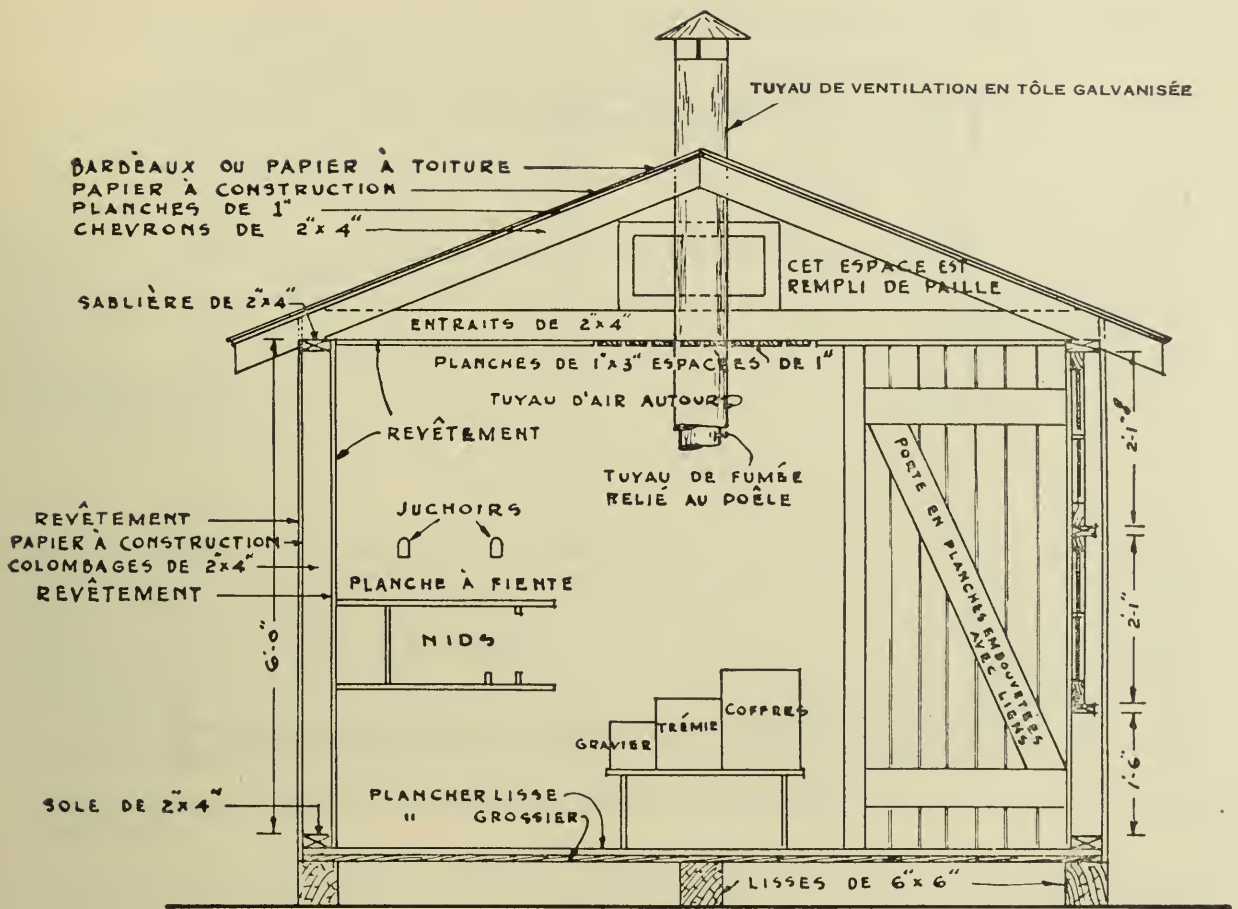 TUYAU DE VENTILATION EN TÔLE GALVANISÉE
BARDEAUX OU PAPIER À TOITURE
PAPIER À CONSTRUCTION
PLANCHES DE 1"
CHEVRONS DE 2"x 4"
CET ESPACE EST
REMPLI DE PAILLE
SABLIÈRE DE 2"x4"
ENTRAITS DE 2"x4"
PLANCHES DE 1"x3" ESPACÉES DE 1"
TUYAU D'AIR AUTOUR
REVÊTEMENT
TUYAU DE FUMÉE
RELIÉ AU POÊLE
2'-1"-8
PORTE EN PLANCHES EMBOUVETÉES
AVEC LIENS
JUCHOIRS
REVÊTEMENT
PAPIER À CONSTRUCTION
COLOMBAGES DE 2"x4"
REVÊTEMENT
PLANCHE À FIENTE
NIDS
6'-0"
2'-1"
COFFRES
TRÉMIE
GRAVIER
1'-6"
SOLE DE 2"x4"
PLANCHER LISSE
" GROSSIER
LISSES DE 6"x 6"